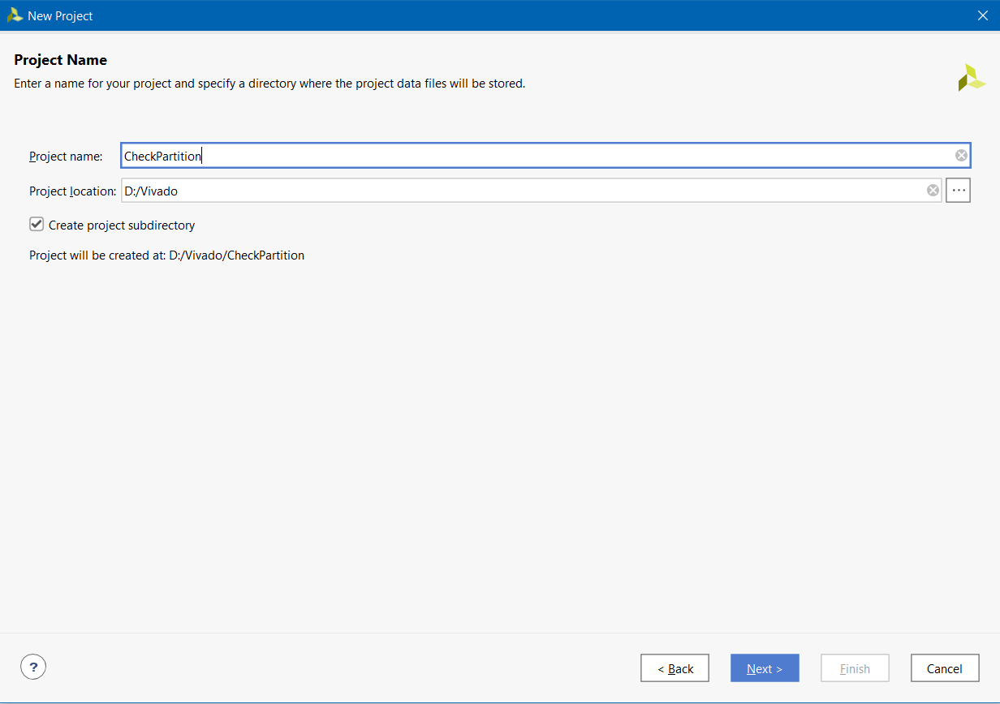 New Project
Project Name
Enter a name for your project and specify a directory where the project data files will be stored.
Project name: CheckPartition
Project location: D:/Vivado ...
Create project subdirectory
Project will be created at: D:/Vivado/CheckPartition
? < Back Next > Finish Cancel